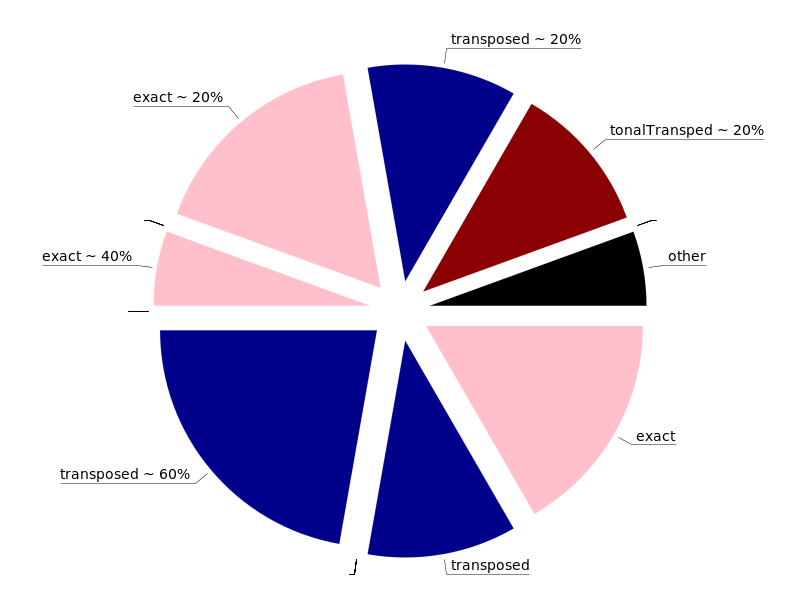 transposed ~ 20%
exact ~ 20%
tonalTransped ~ 20%
exact ~ 40%
other
exact
transposed ~ 60%
transposed